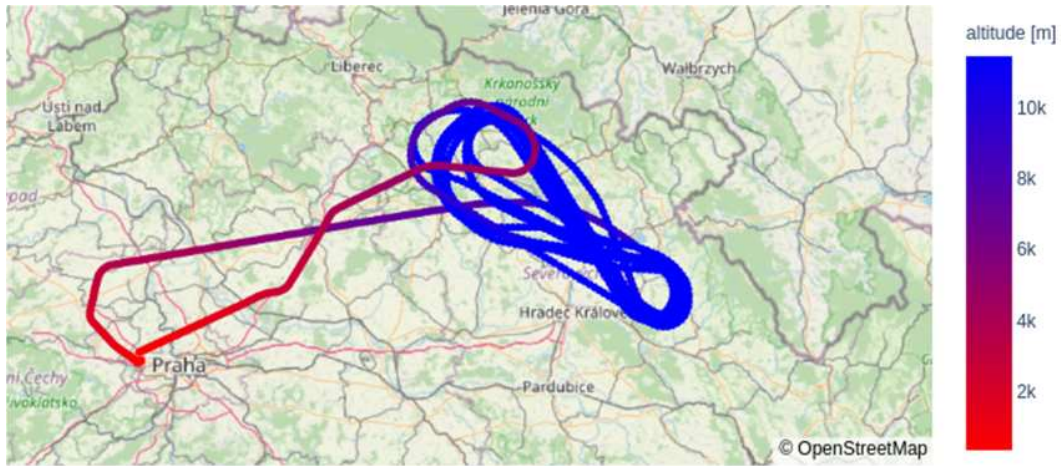 Jelenia Góra
altitude [m]
Liberec
Wałbrzych
Krkonošský
národní
Ústí nad
Labem
10k
8k
6k
4k
2k
Hradec Králové
Praha
Pardubice
© OpenStreetMap